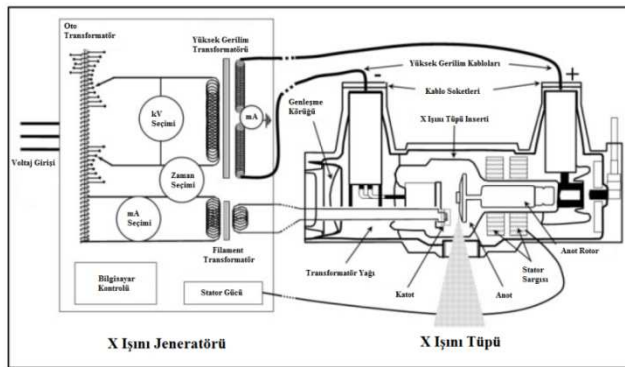 Oto
Transformatör
Yüksek Gerilim
Transformatörü
Yüksek Gerilim Kabloları
-
+
Genleşme
Körüğü
Kablo Soketleri
kV
Seçimi
mA
X Işını Tüpü Inserti
Voltaj Girişi
Zaman
Seçimi
mA
Seçimi
Filament
Transformatör
Transformatör Yağı
Katot
Anot
Stator
Sargısı
Anot Rotor
Bilgisayar
Kontrolü
Stator Gücü
X Işını Jeneratörü
X Işını Tüpü